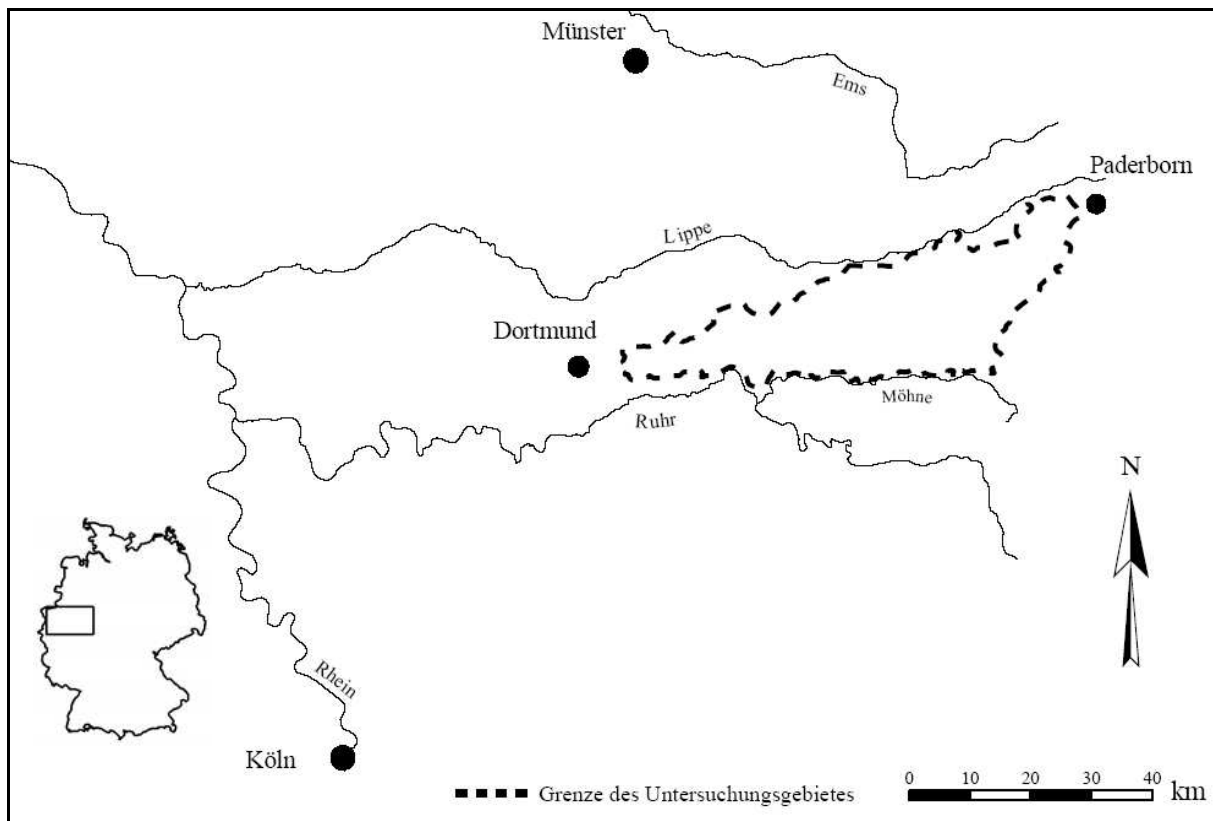 Münster
Ems
Paderborn
Lippe
Dortmund
Möhne
Ruhr
N
Rhein
Köln
Grenze des Untersuchungsgebietes
0 10 20 30 40
km